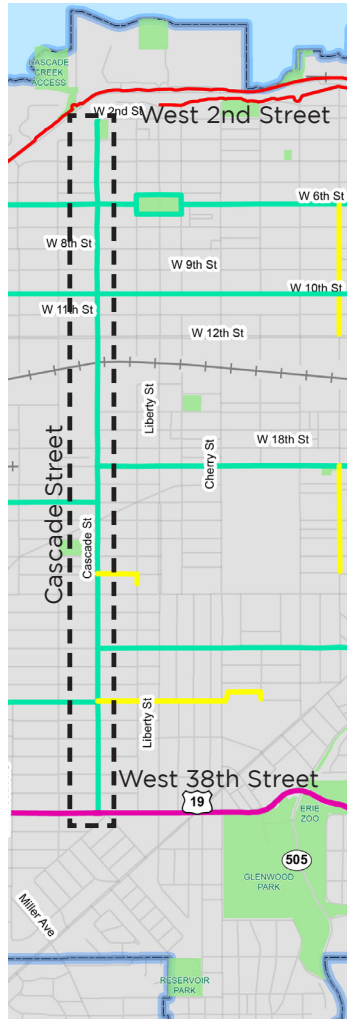 CASCADE
CREEK
ACCESS
W 2nd St
West 2nd Street
W 6th St
W 8th St
W 9th St
W 10th St
W 11th St
W 12th St
Liberty St
W 18th St
Cherry St
Cascade Street
Cascade St
Liberty St
West 38th Street
19
ERIE
ZOO
505
GLENWOOD
PARK
Miller Ave
RESERVOIR
PARK